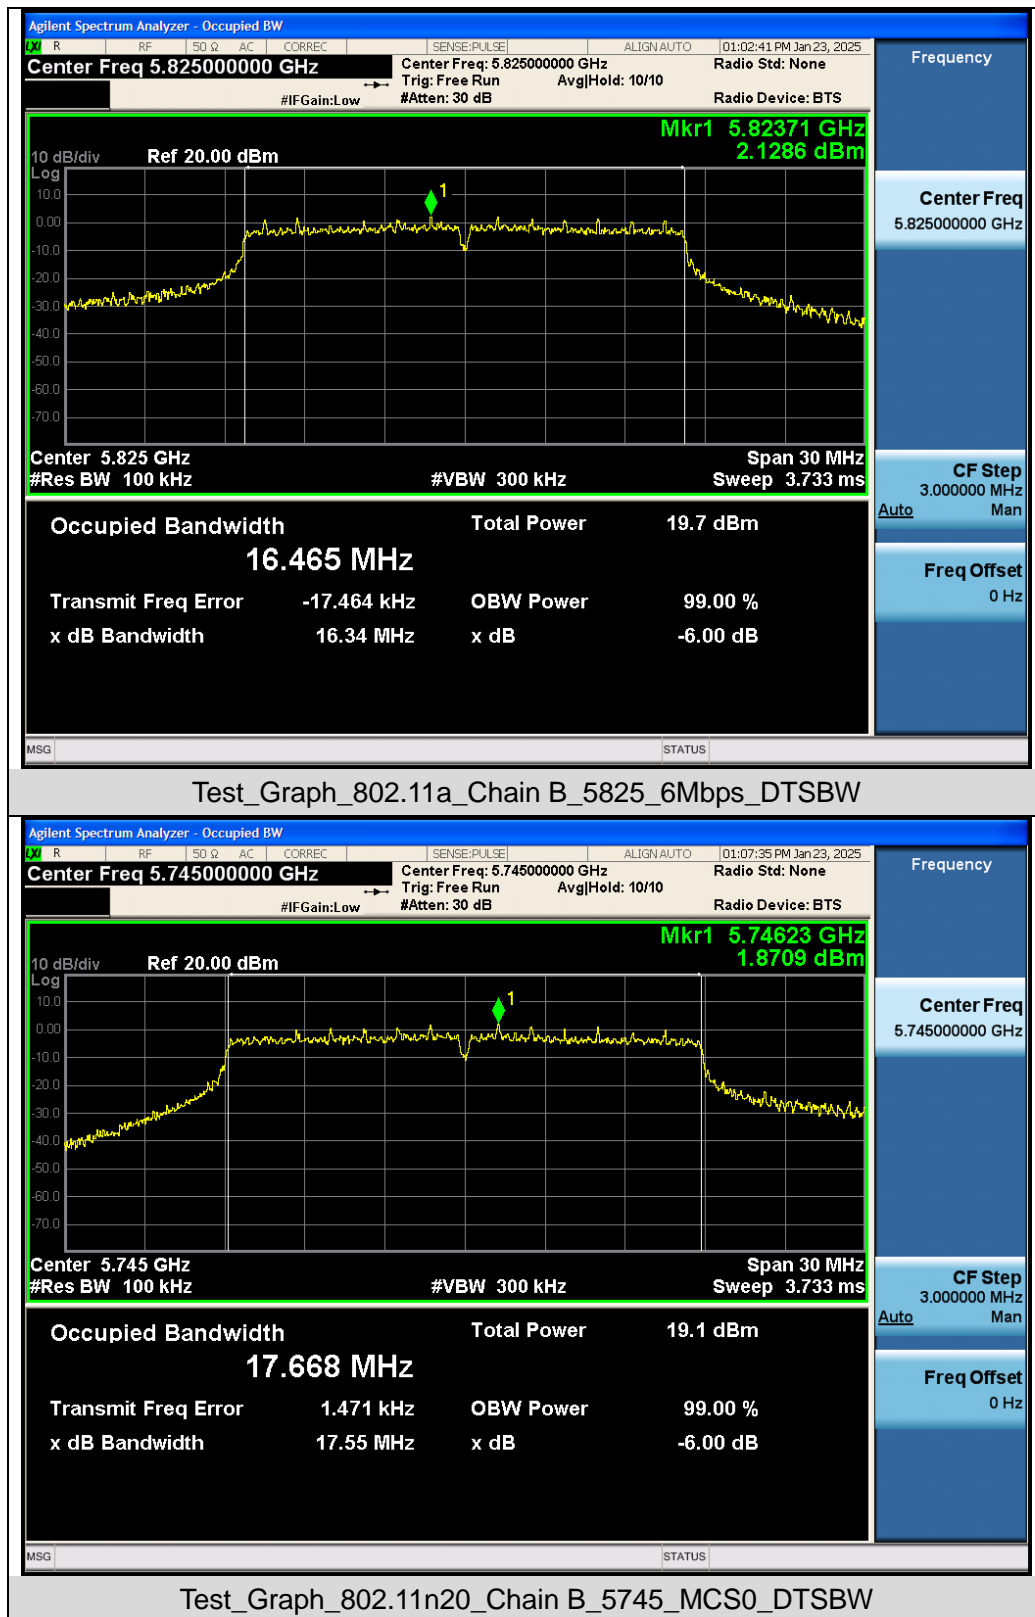 Agilent Spectrum Analyzer - Occupied BW
LXI R RF 50 Ω AC CORREC SENSE:PULSE ALIGN AUTO 01:02:41 PM Jan 23, 2025
Center Freq 5.825000000 GHz
Center Freq: 5.825000000 GHz
Radio Std: None
Trig: Free Run Avg|Hold: 10/10
#IFGain:Low #Atten: 30 dB Radio Device: BTS
Mkr1 5.82371 GHz
2.1286 dBm
10 dB/div Ref 20.00 dBm
Log
10.0
0.00
-10.0
-20.0
-30.0
-40.0
-50.0
-60.0
-70.0
1
Center 5.825 GHz Span 30 MHz
#Res BW 100 kHz #VBW 300 kHz Sweep 3.733 ms
Occupied Bandwidth Total Power 19.7 dBm
16.465 MHz
Transmit Freq Error -17.464 kHz OBW Power 99.00 %
x dB Bandwidth 16.34 MHz x dB -6.00 dB
MSG STATUS
Frequency
Center Freq
5.825000000 GHz
CF Step
3.000000 MHz
Auto Man
Freq Offset
0 Hz
Test_Graph_802.11a_Chain B_5825_6Mbps_DTSBW
Agilent Spectrum Analyzer - Occupied BW
LXI R RF 50 Ω AC CORREC SENSE:PULSE ALIGN AUTO 01:07:35 PM Jan 23, 2025
Center Freq 5.745000000 GHz
Center Freq: 5.745000000 GHz
Radio Std: None
Trig: Free Run Avg|Hold: 10/10
#IFGain:Low #Atten: 30 dB Radio Device: BTS
Mkr1 5.74623 GHz
1.8709 dBm
10 dB/div Ref 20.00 dBm
Log
10.0
0.00
-10.0
-20.0
-30.0
-40.0
-50.0
-60.0
-70.0
1
Center 5.745 GHz Span 30 MHz
#Res BW 100 kHz #VBW 300 kHz Sweep 3.733 ms
Occupied Bandwidth Total Power 19.1 dBm
17.668 MHz
Transmit Freq Error 1.471 kHz OBW Power 99.00 %
x dB Bandwidth 17.55 MHz x dB -6.00 dB
MSG STATUS
Frequency
Center Freq
5.745000000 GHz
CF Step
3.000000 MHz
Auto Man
Freq Offset
0 Hz
Test_Graph_802.11n20_Chain B_5745_MCS0_DTSBW